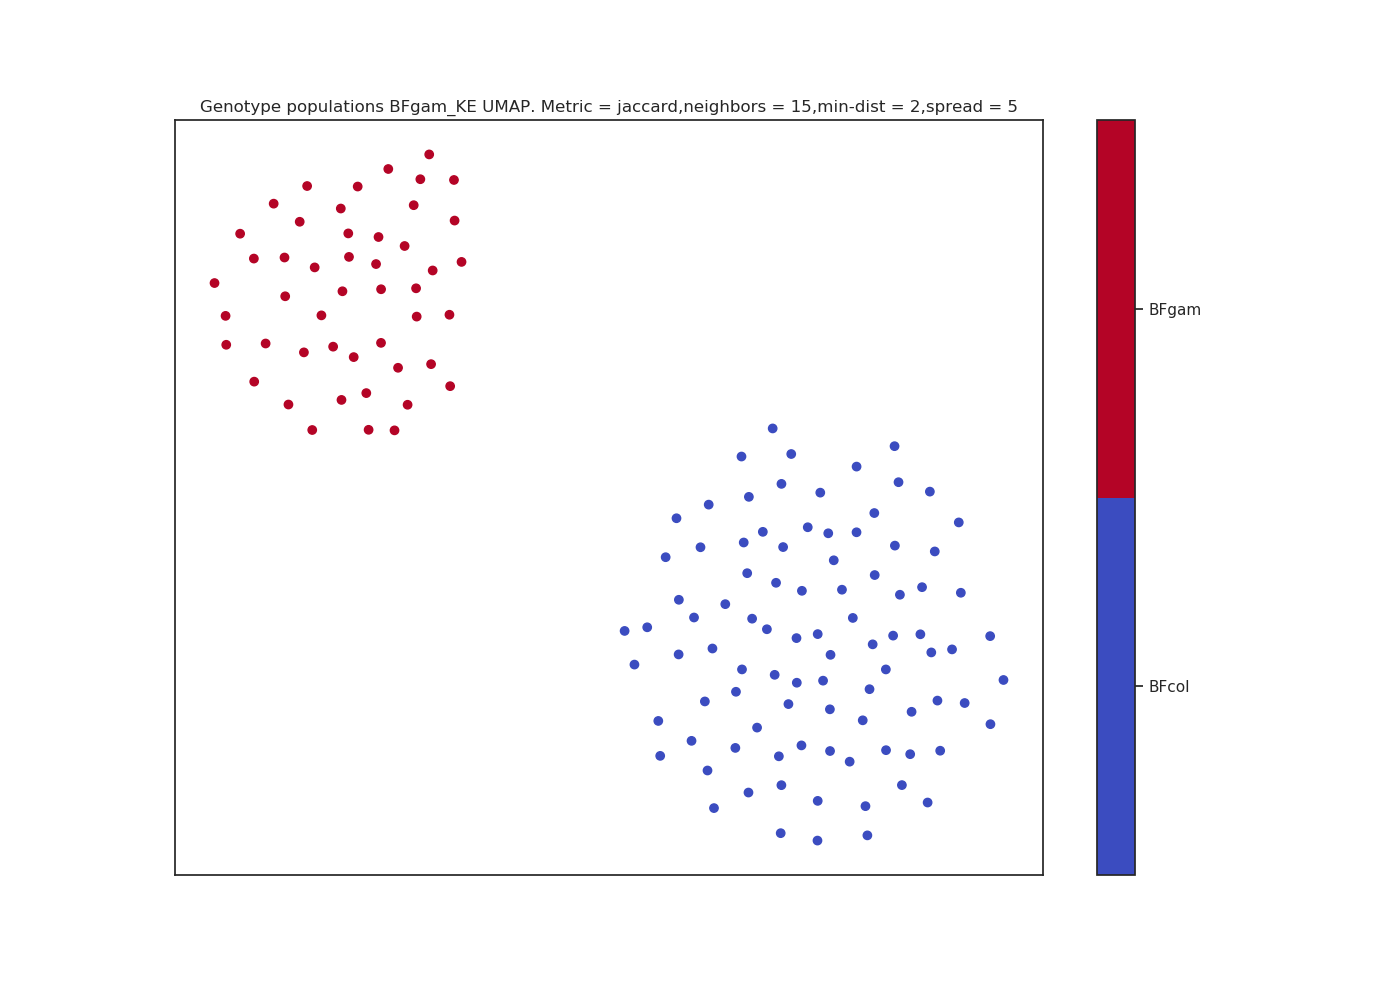 Genotype populations BFgam_KE UMAP. Metric = jaccard,neighbors = 15,min-dist = 2,spread = 5
BFgam
BFcol